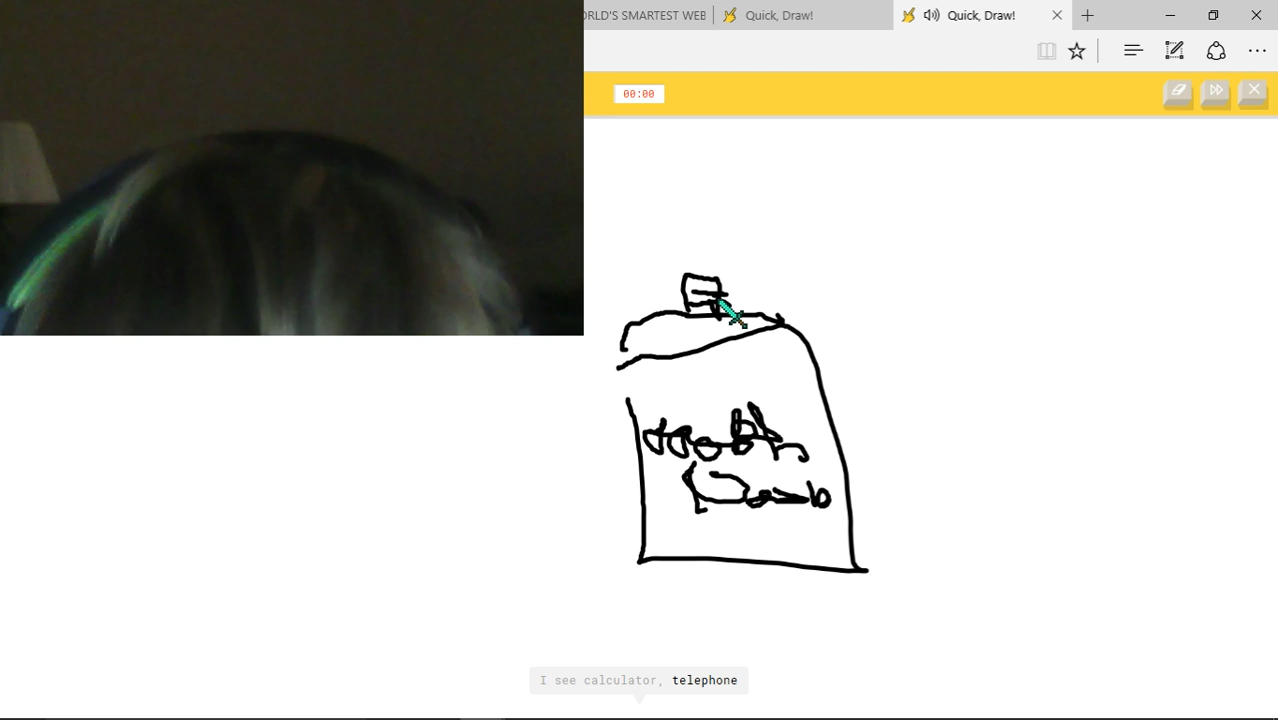 ORLD'S SMARTEST WEB Quick, Draw! Quick, Draw!
00:00
I see calculator, telephone